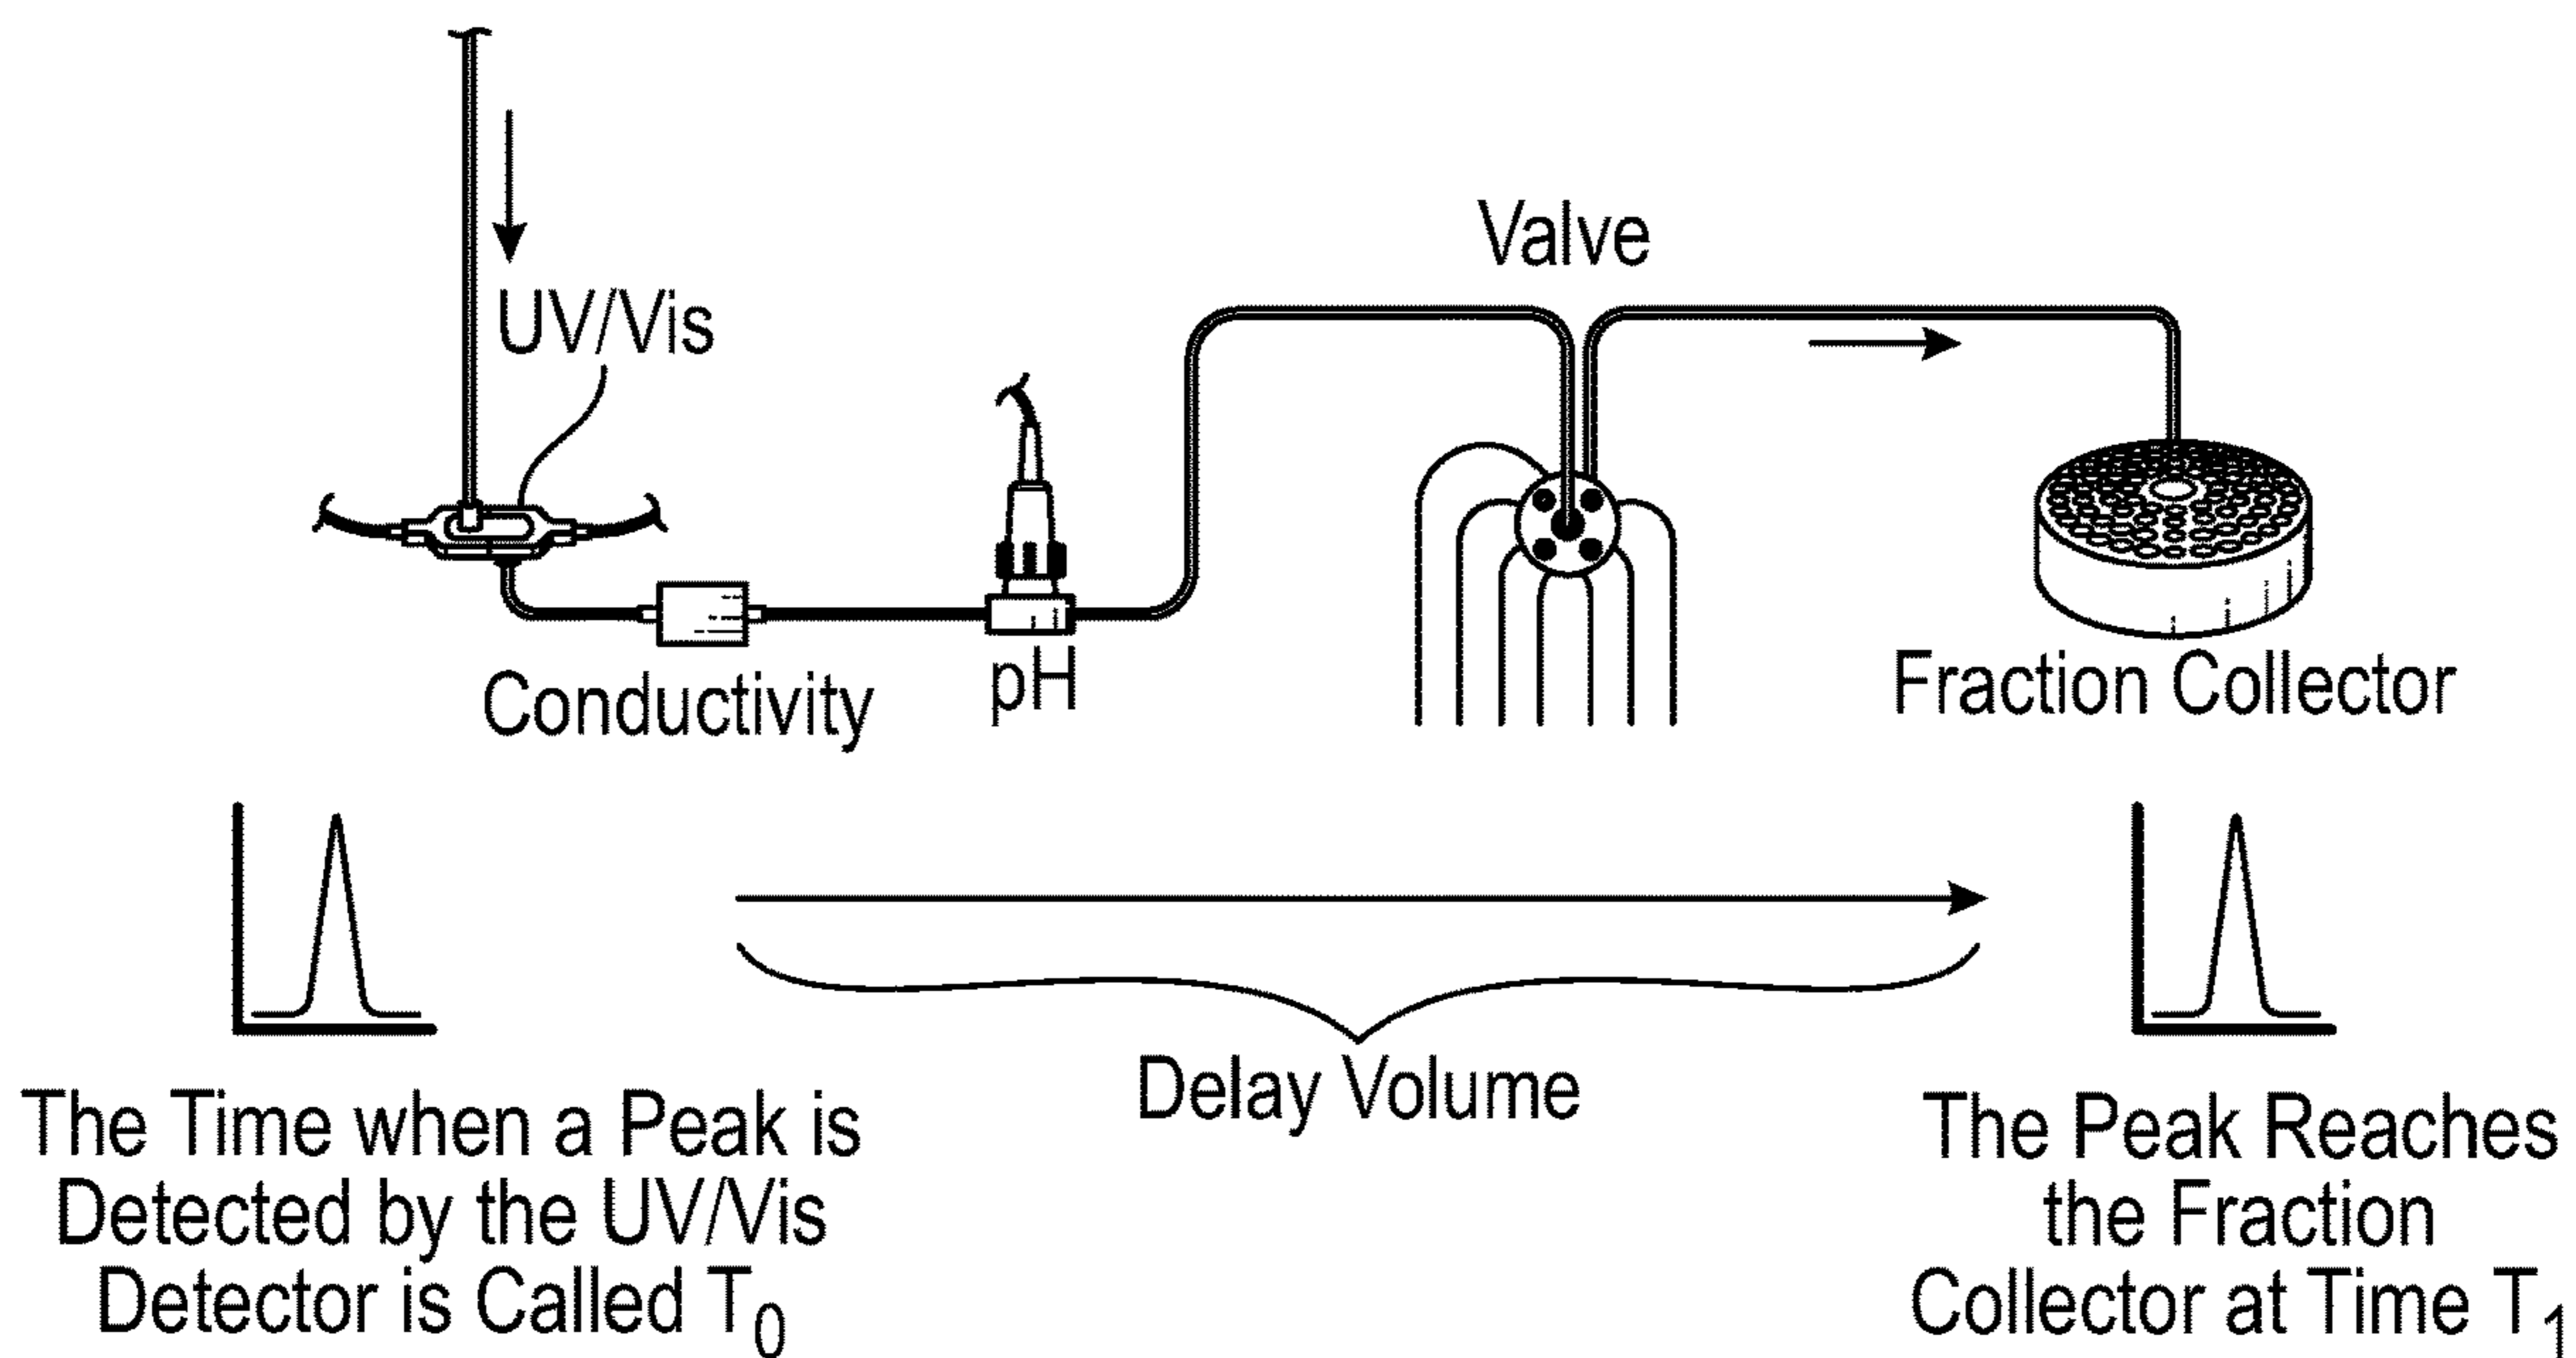 Valve
UV/Vis
Conductivity
pH
Fraction Collector
Delay Volume
The Time when a Peak is
Detected by the UV/Vis
Detector is Called T0
The Peak Reaches
the Fraction
Collector at Time T1